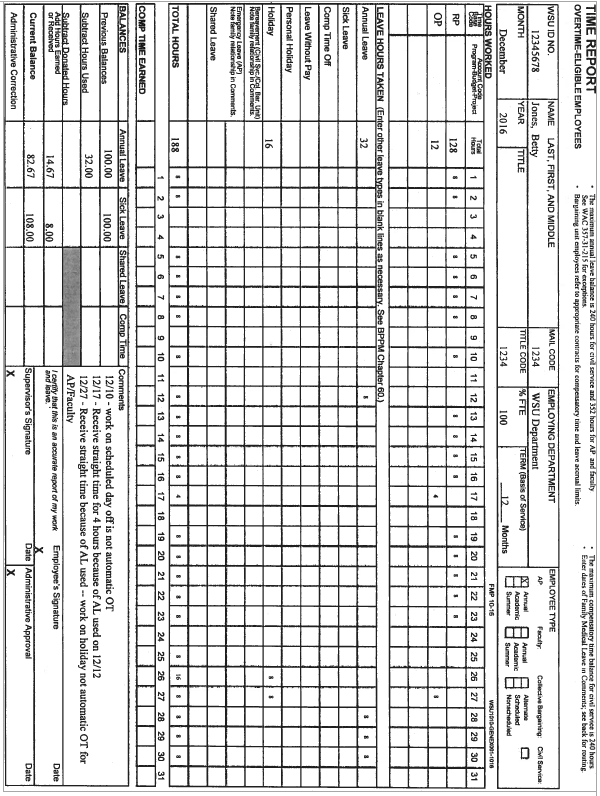 TIME REPORT
OVERTIME-ELIGIBLE EMPLOYEES
• The maximum annual leave balance is 240 hours for civil service and 352 hours for AP and faculty
See WAC 357-31-215 for exceptions.
• Bargaining unit employees refer to appropriate contracts for compensatory time and leave accrual limits.
• The maximum compensatory time balance for civil service is 240 hours
• Enter dates of Family Medical Leave in Comments; see back for routing
WSU ID NO. NAME LAST, FIRST, AND MIDDLE MAIL CODE EMPLOYING DEPARTMENT EMPLOYEE TYPE
12345678 Jones, Betty 1234 WSU Department
MONTH YEAR TITLE TITLE CODE % FTE TERM (Basis of Service)
December 2016 1234 100 12 Months
AP: Faculty: Collective Bargaining: Civil Service:
X Annual Annual Alternate
Academic Academic Scheduled
Summer Summer Nonscheduled
HOURS WORKED
FMP 10-16 WSU1010-GENE3091-1016
Account Code
Program-Budget-Project Total Hours 1 2 3 4 5 6 7 8 9 10 11 12 13 14 15 16 17 18 19 20 21 22 23 24 25 26 27 28 29 30 31
RP 128 8 8 8 8 8 8 8 8 8 8 8 8 8 8 8 8
OP 12 4 8
LEAVE HOURS TAKEN (Enter other leave types in blank lines as necessary. See BPPM Chapter 60.)
Annual Leave 32 8 8 8 8
Sick Leave
Comp Time Off
Leave Without Pay
Personal Holiday
Holiday 16 8 8
Bereavement (Civil Svc./Col. Bar. Unit)
Note family relationship in Comments.
Emergency Leave (AP)
Note family relationship in Comments.
Shared Leave
TOTAL HOURS 188 8 8 8 8 8 8 8 8 8 8 8 4 8 8 8 8 8 8 16 8 8 8
COMP TIME EARNED
BALANCES Annual Leave Sick Leave Shared Leave Comp Time Comments
Previous Balances 100.00 100.00
Subtract Hours Used 32.00
Subtract Donated Hours
Add Hours Earned
or Received 14.67 8.00
Current Balance 82.67 108.00
Administrative Correction
12/10 - work on scheduled day off is not automatic OT
12/17 - Receive straight time for 4 hours because of AL used on 12/12
12/27 - Receive straight time because of AL used -- work on holiday not automatic OT for
AP/Faculty
I certify that this is an accurate report of my work
and leave. X Employee's Signature Date
X Supervisor's Signature Date X Administrative Approval Date